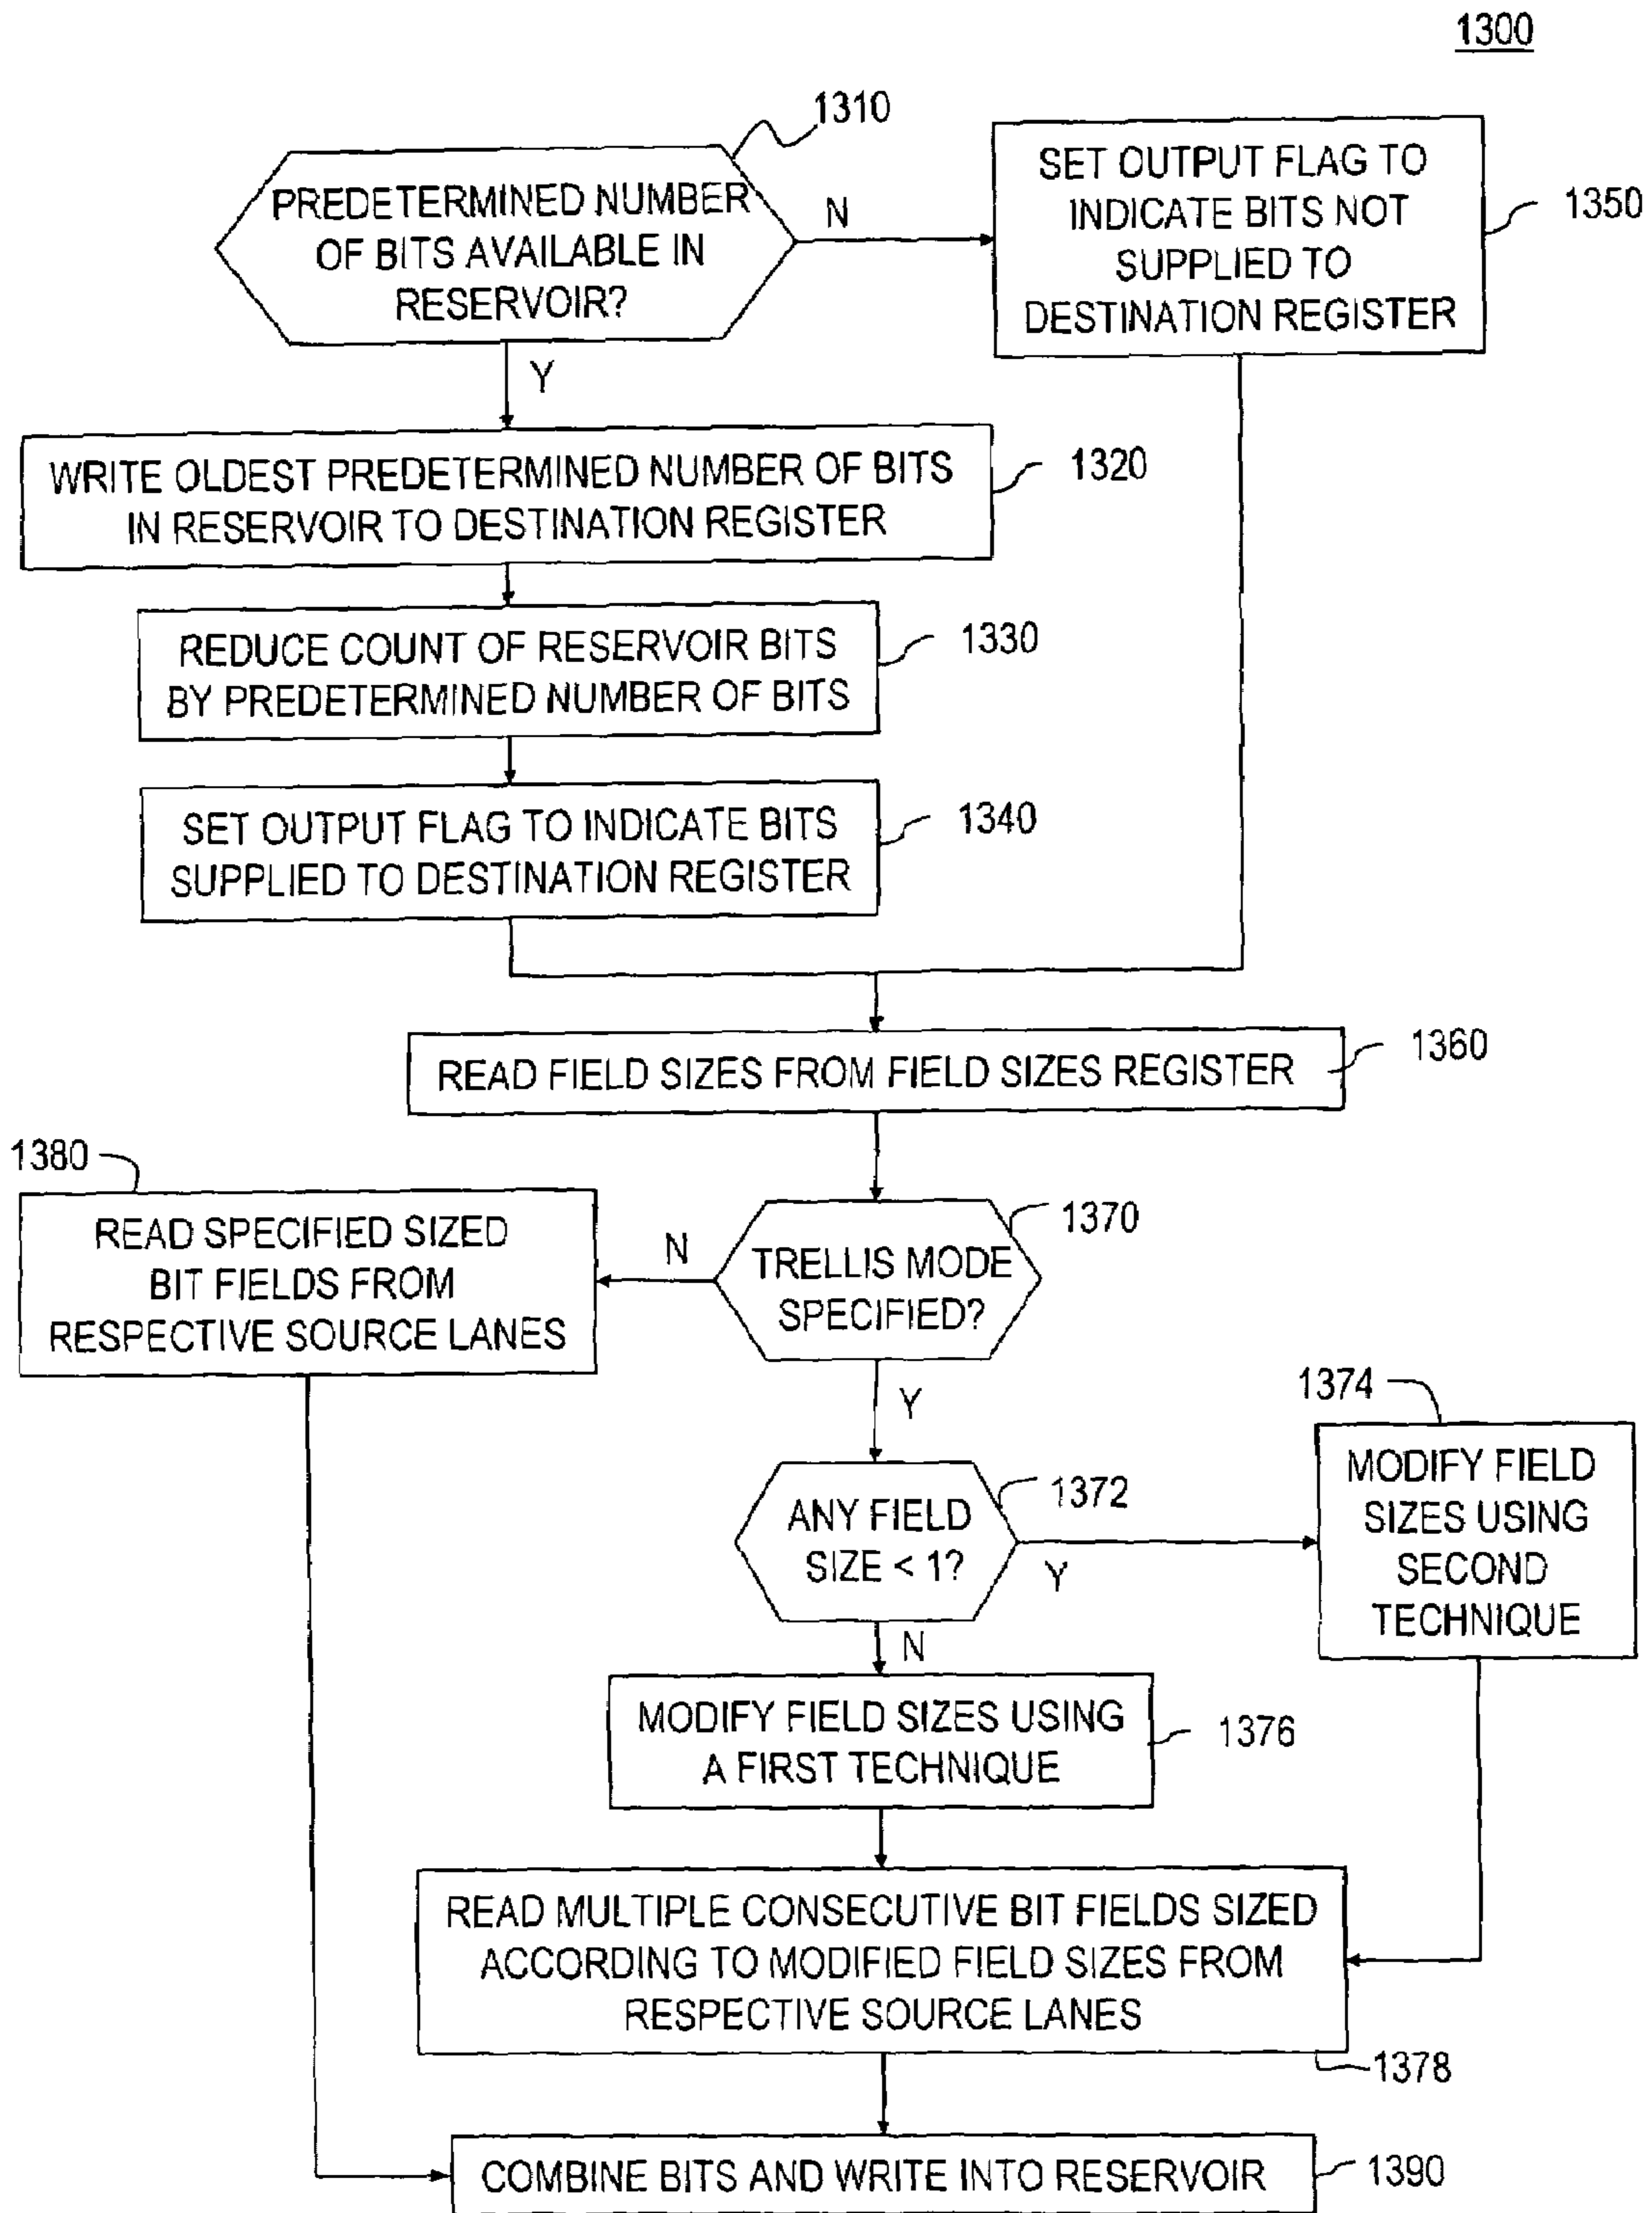 1300
1310
PREDETERMINED NUMBER
OF BITS AVAILABLE IN
RESERVOIR?
N
SET OUTPUT FLAG TO
INDICATE BITS NOT
SUPPLIED TO
DESTINATION REGISTER
1350
Y
WRITE OLDEST PREDETERMINED NUMBER OF BITS
IN RESERVOIR TO DESTINATION REGISTER
1320
REDUCE COUNT OF RESERVOIR BITS
BY PREDETERMINED NUMBER OF BITS
1330
SET OUTPUT FLAG TO INDICATE BITS
SUPPLIED TO DESTINATION REGISTER
1340
READ FIELD SIZES FROM FIELD SIZES REGISTER
1360
1380
READ SPECIFIED SIZED
BIT FIELDS FROM
RESPECTIVE SOURCE LANES
N
TRELLIS MODE
SPECIFIED?
1370
Y
ANY FIELD
SIZE < 1?
1372
Y
1374
MODIFY FIELD
SIZES USING
SECOND
TECHNIQUE
N
MODIFY FIELD SIZES USING
A FIRST TECHNIQUE
1376
READ MULTIPLE CONSECUTIVE BIT FIELDS SIZED
ACCORDING TO MODIFIED FIELD SIZES FROM
RESPECTIVE SOURCE LANES
1378
COMBINE BITS AND WRITE INTO RESERVOIR
1390